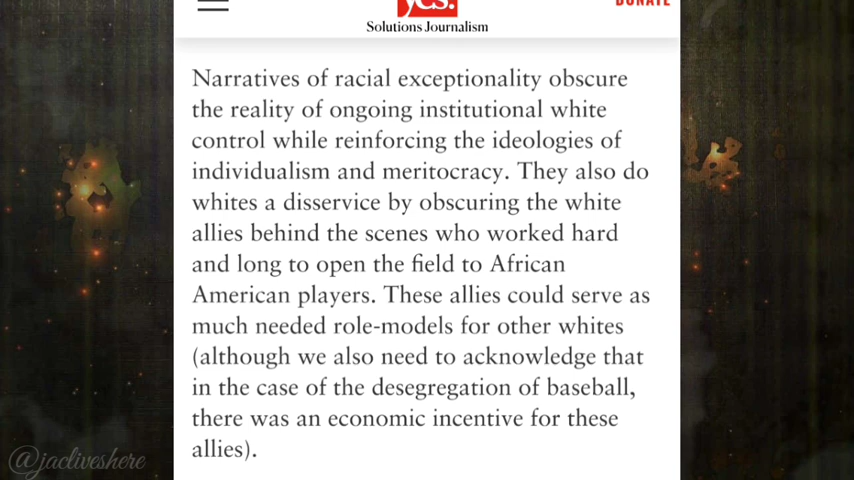 yes.
DONATE
Solutions Journalism
Narratives of racial exceptionality obscure
the reality of ongoing institutional white
control while reinforcing the ideologies of
individualism and meritocracy. They also do
whites a disservice by obscuring the white
allies behind the scenes who worked hard
and long to open the field to African
American players. These allies could serve as
much needed role-models for other whites
(although we also need to acknowledge that
in the case of the desegregation of baseball,
there was an economic incentive for these
allies).
@jacliveshere